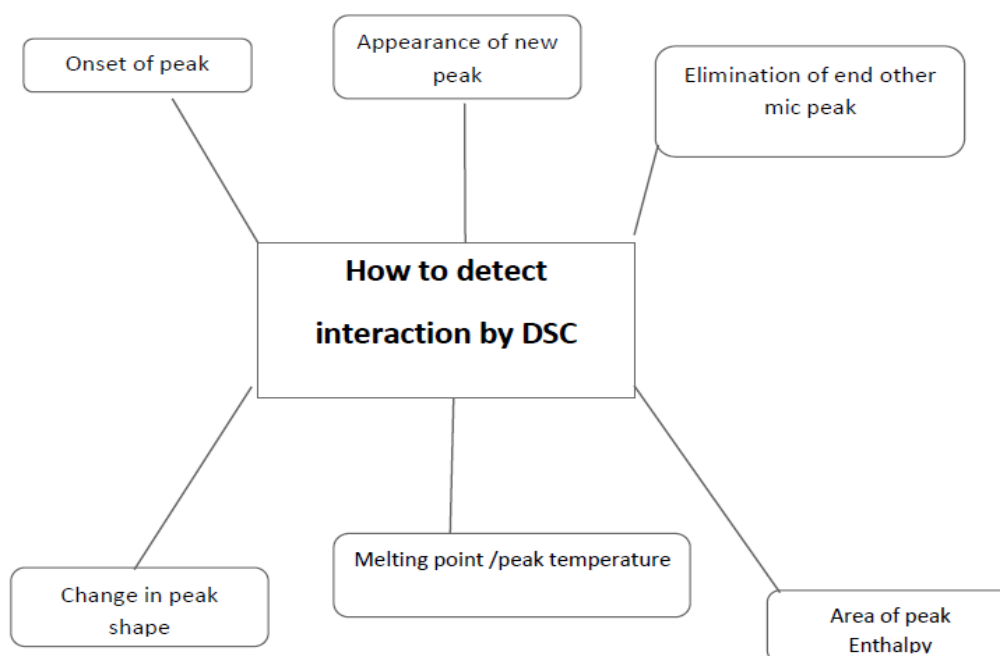 Onset of peak
Appearance of new
peak
Elimination of end other
mic peak
How to detect
interaction by DSC
Change in peak
shape
Melting point /peak temperature
Area of peak
Enthalpy